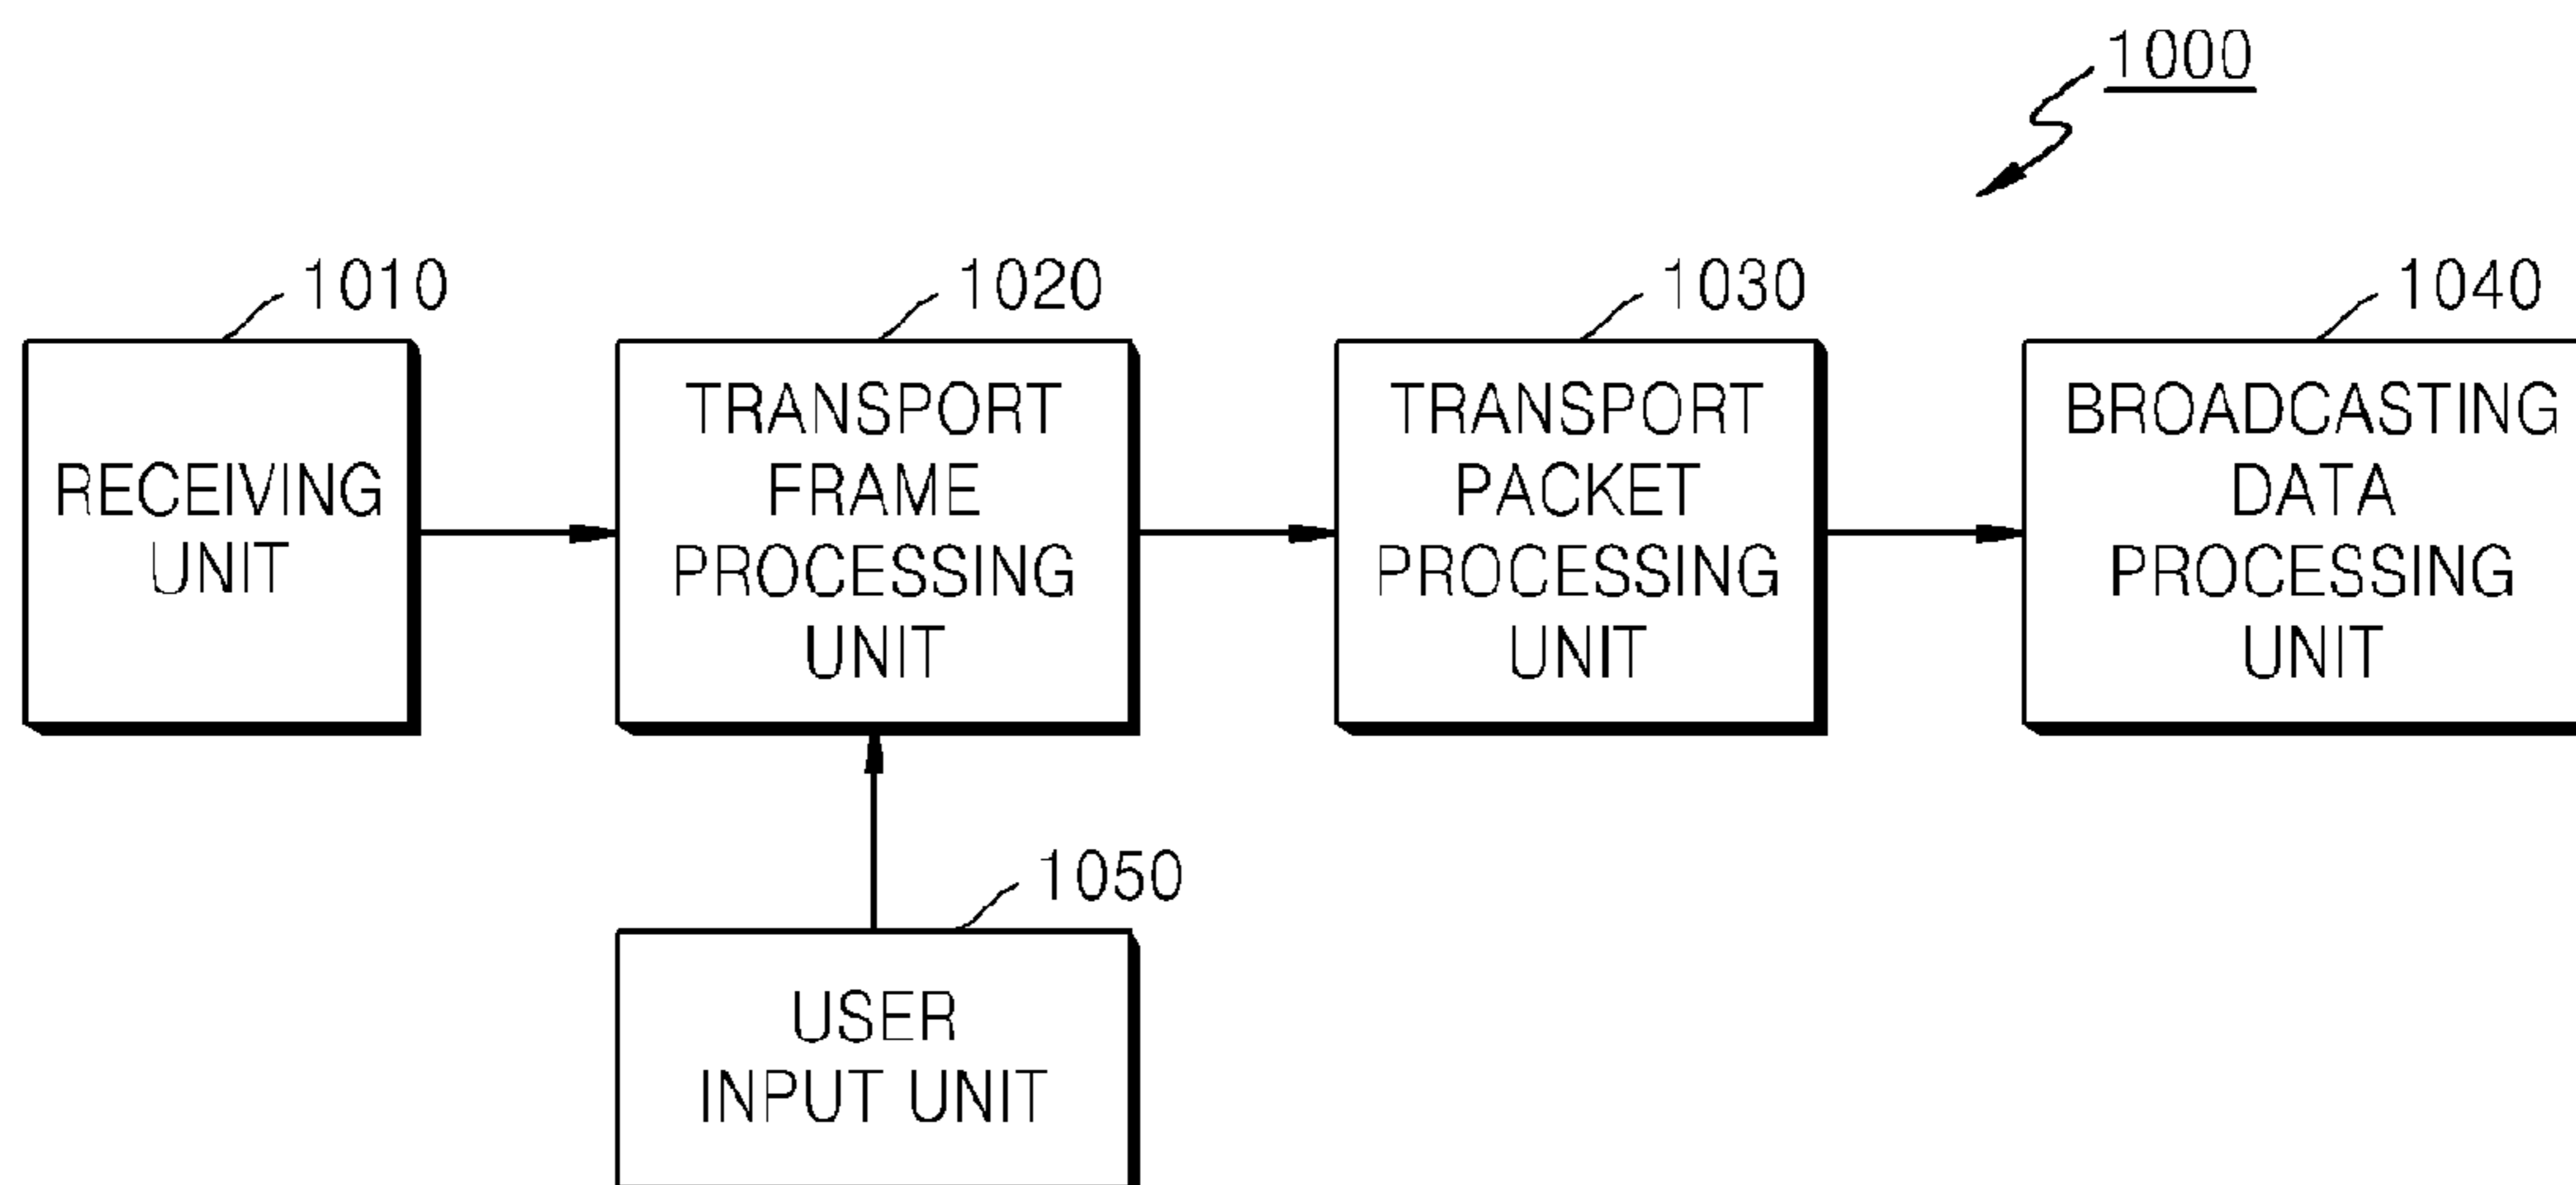 1000
1010
1020
1030
1040
RECEIVING
UNIT
TRANSPORT
FRAME
PROCESSING
UNIT
TRANSPORT
PACKET
PROCESSING
UNIT
BROADCASTING
DATA
PROCESSING
UNIT
1050
USER
INPUT UNIT